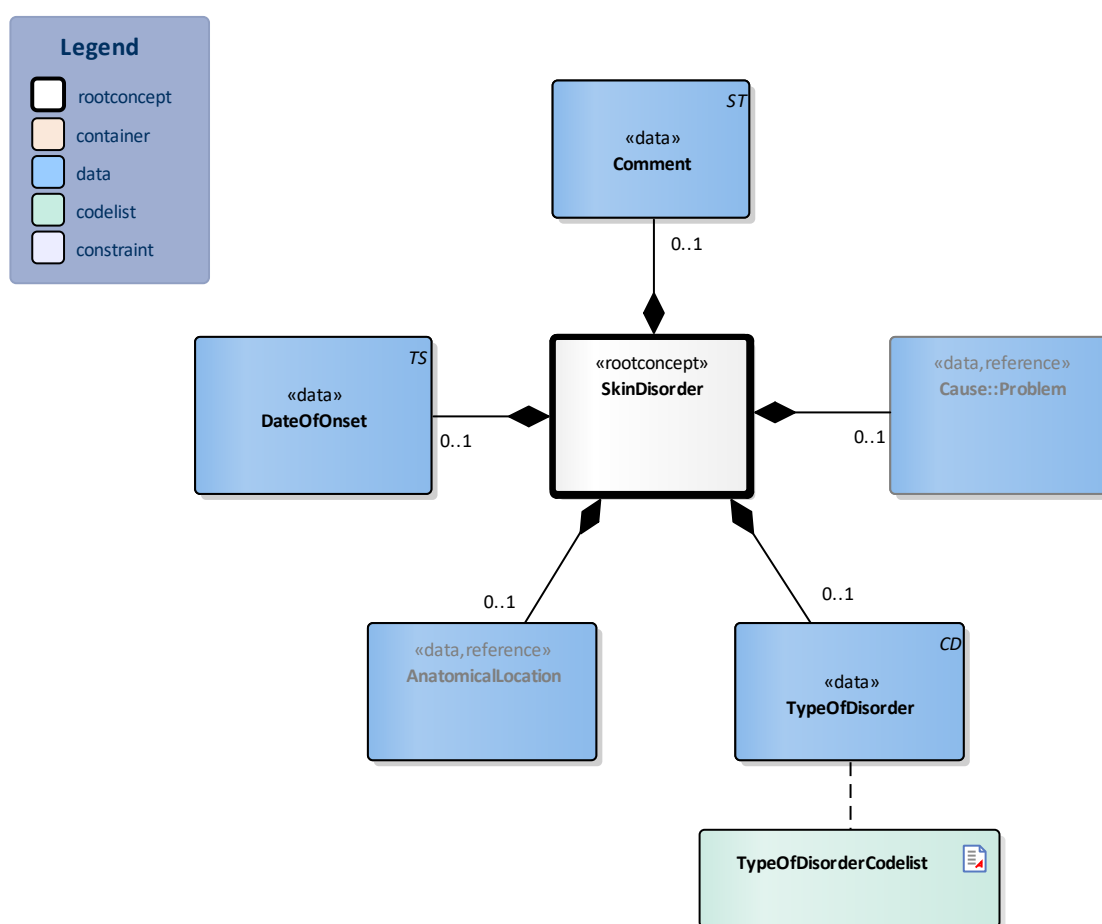 Legend
rootconcept
container
data
codelist
constraint
ST
«data»
Comment
0..1
TS
«data»
DateOfOnset
0..1
«rootconcept»
SkinDisorder
«data,reference»
Cause::Problem
0..1
0..1
«data,reference»
AnatomicalLocation
0..1
CD
«data»
TypeOfDisorder
TypeOfDisorderCodelist